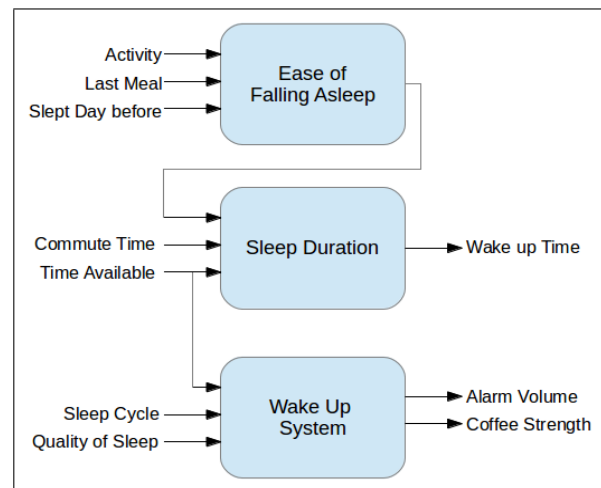 Activity
Last Meal
Slept Day before
Ease of
Falling Asleep
Commute Time
Time Available
Sleep Duration
Wake up Time
Sleep Cycle
Quality of Sleep
Wake Up
System
Alarm Volume
Coffee Strength